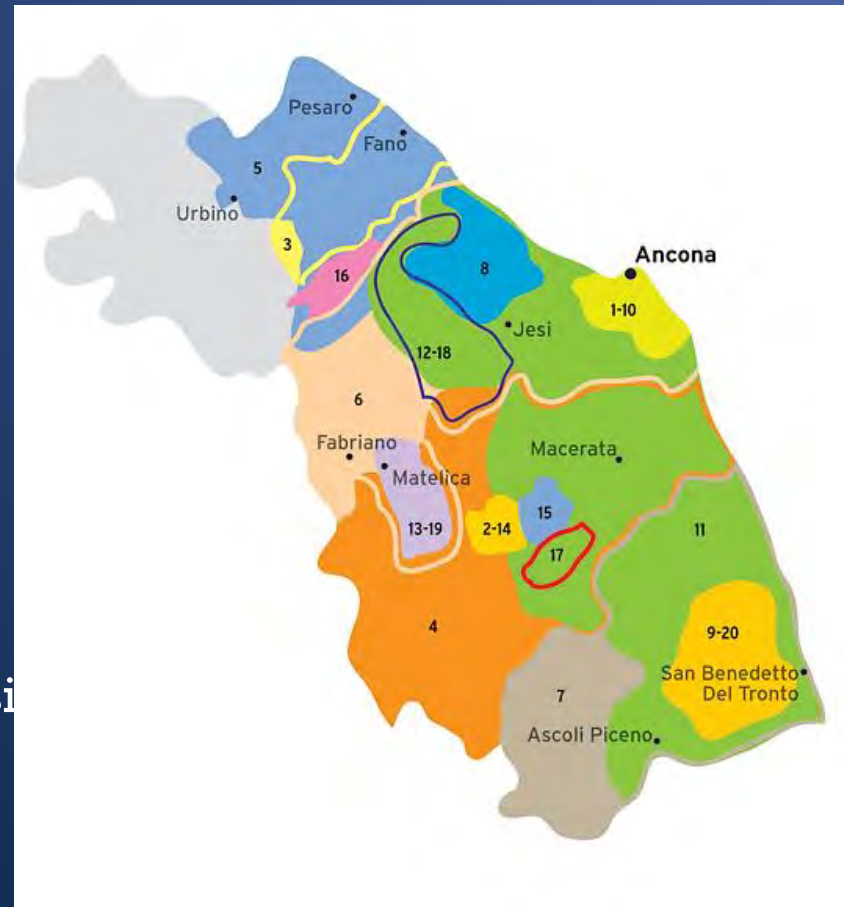 Pesaro
Fano
5
Urbino
3
16
8
Ancona
1-10
Jesi
12-18
6
Fabriano
Matelica
Macerata
13-19
2-14
15
11
17
4
9-20
San Benedetto
Del Tronto
si
7
Ascoli Piceno